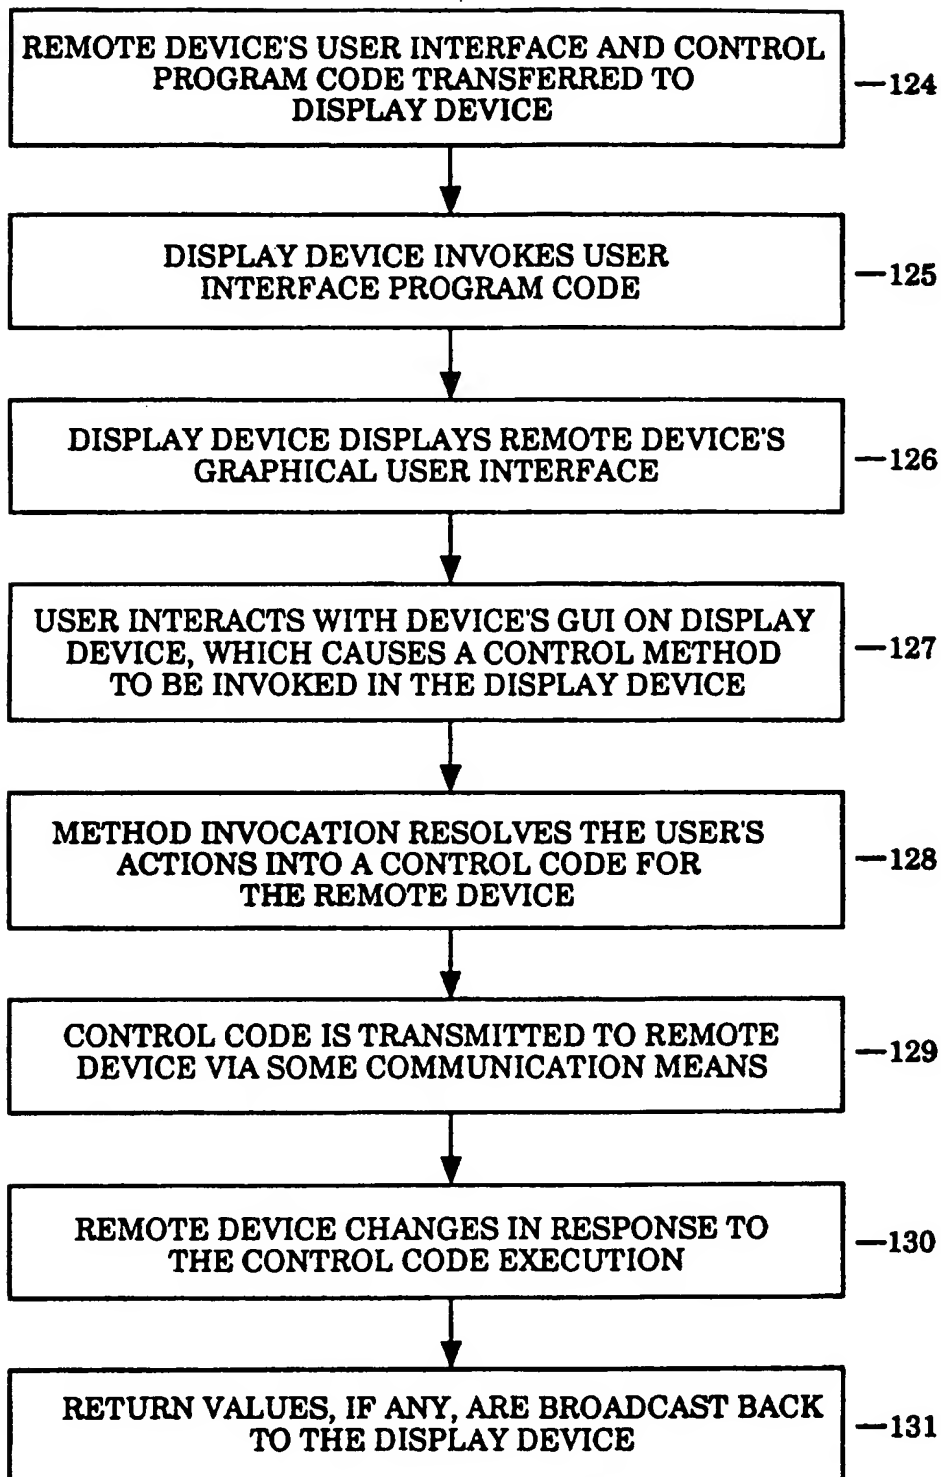 REMOTE DEVICE'S USER INTERFACE AND CONTROL
PROGRAM CODE TRANSFERRED TO
DISPLAY DEVICE
—124
DISPLAY DEVICE INVOKES USER
INTERFACE PROGRAM CODE
—125
DISPLAY DEVICE DISPLAYS REMOTE DEVICE'S
GRAPHICAL USER INTERFACE
—126
USER INTERACTS WITH DEVICE'S GUI ON DISPLAY
DEVICE, WHICH CAUSES A CONTROL METHOD
TO BE INVOKED IN THE DISPLAY DEVICE
—127
METHOD INVOCATION RESOLVES THE USER'S
ACTIONS INTO A CONTROL CODE FOR
THE REMOTE DEVICE
—128
CONTROL CODE IS TRANSMITTED TO REMOTE
DEVICE VIA SOME COMMUNICATION MEANS
—129
REMOTE DEVICE CHANGES IN RESPONSE TO
THE CONTROL CODE EXECUTION
—130
RETURN VALUES, IF ANY, ARE BROADCAST BACK
TO THE DISPLAY DEVICE
—131